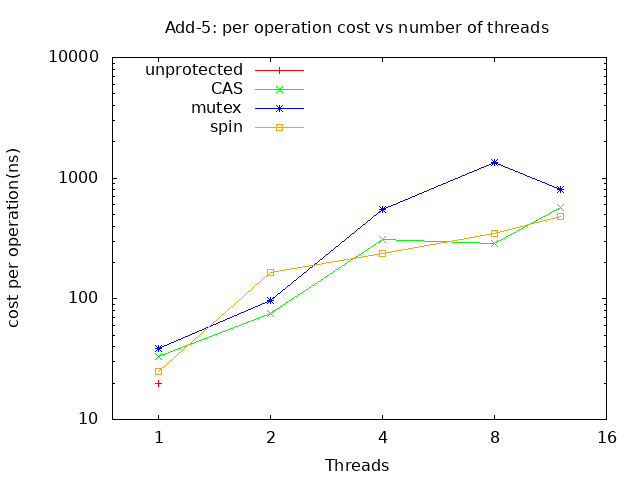 Add-5: per operation cost vs number of threads
10000
1000
100
10
cost per operation(ns)
unprotected
CAS
mutex
spin
1 2 4 8 16
Threads